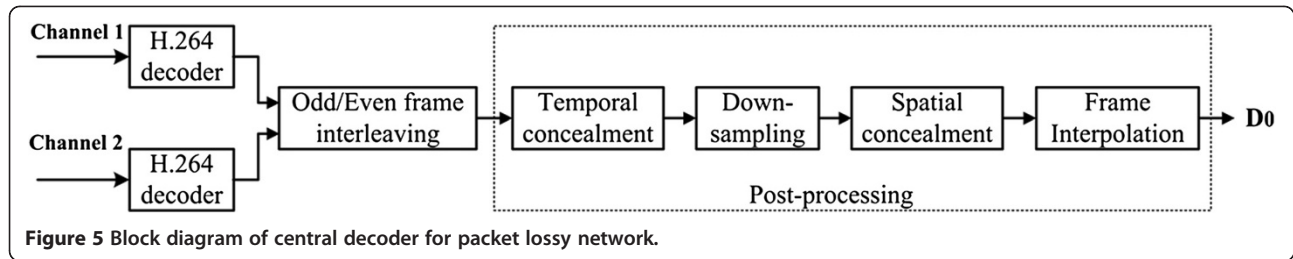 Channel 1
H.264
decoder
Channel 2
H.264
decoder
Odd/Even frame
interleaving
Temporal
concealment
Down-
sampling
Spatial
concealment
Frame
Interpolation
D0
Post-processing
Figure 5 Block diagram of central decoder for packet lossy network.